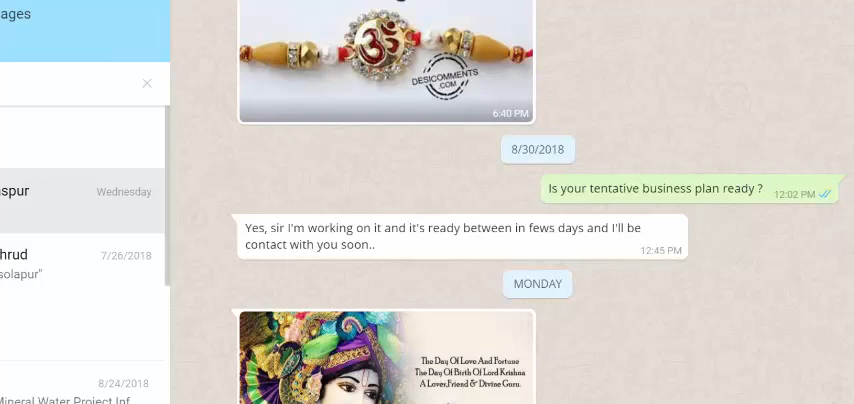 ages
DESICOMMENTS
.COM
6:40 PM
8/30/2018
Is your tentative business plan ready ?
12:02 PM
aspur
Wednesday
Yes, sir I'm working on it and it's ready between in fews days and I'll be
contact with you soon..
12:45 PM
hrud
7/26/2018
solapur"
MONDAY
The Day Of Love And Fortune
The Day Of Birth Of Lord Krishna
A Lover,Friend & Divine Guru.
8/24/2018
Mineral Water Project Inf